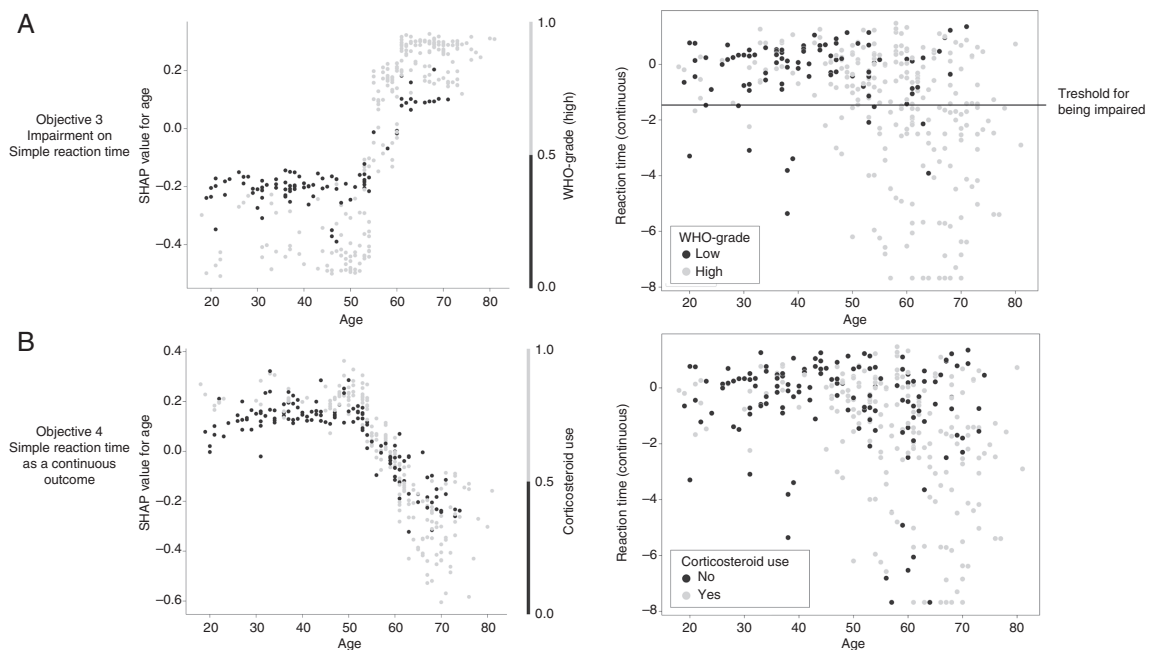 A
Objective 3
Impairment on
Simple reaction time
SHAP value for age
0.2
0.0
−0.2
−0.4
20 30 40 50 60 70 80
Age
1.0
0.5
0.0
WHO-grade (high)
Reaction time (continuous)
0
−2
−4
−6
−8
20 30 40 50 60 70 80
Age
WHO-grade
Low
High
Treshold for
being impaired
B
Objective 4
Simple reaction time
as a continuous
outcome
SHAP value for age
0.4
0.2
0.0
−0.2
−0.4
−0.6
20 30 40 50 60 70 80
Age
1.0
0.5
0.0
Corticosteroid use
Reaction time (continuous)
0
−2
−4
−6
−8
20 30 40 50 60 70 80
Age
Corticosteroid use
No
Yes